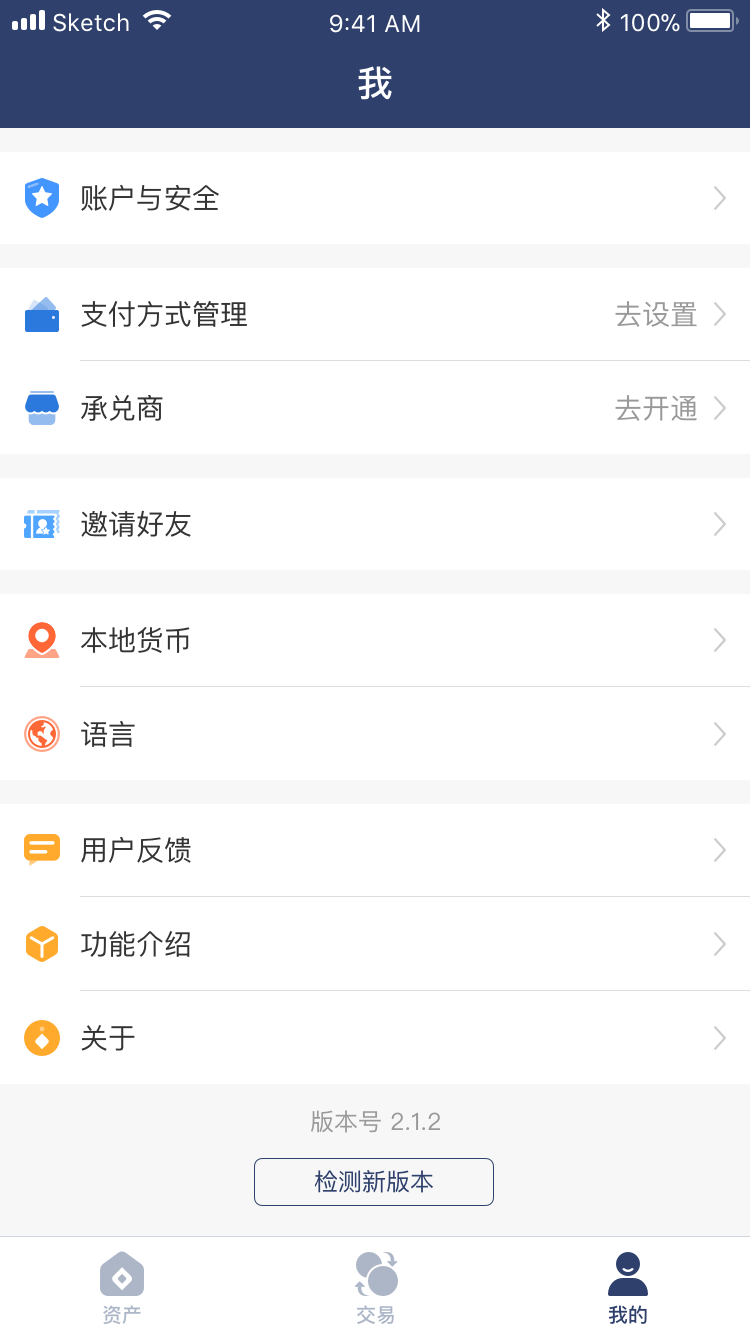 Sketch 9:41 AM 100%
我
账户与安全
支付方式管理 去设置
承兑商 去开通
邀请好友
本地货币
语言
用户反馈
功能介绍
关于
版本号 2.1.2
检测新版本
资产 交易 我的